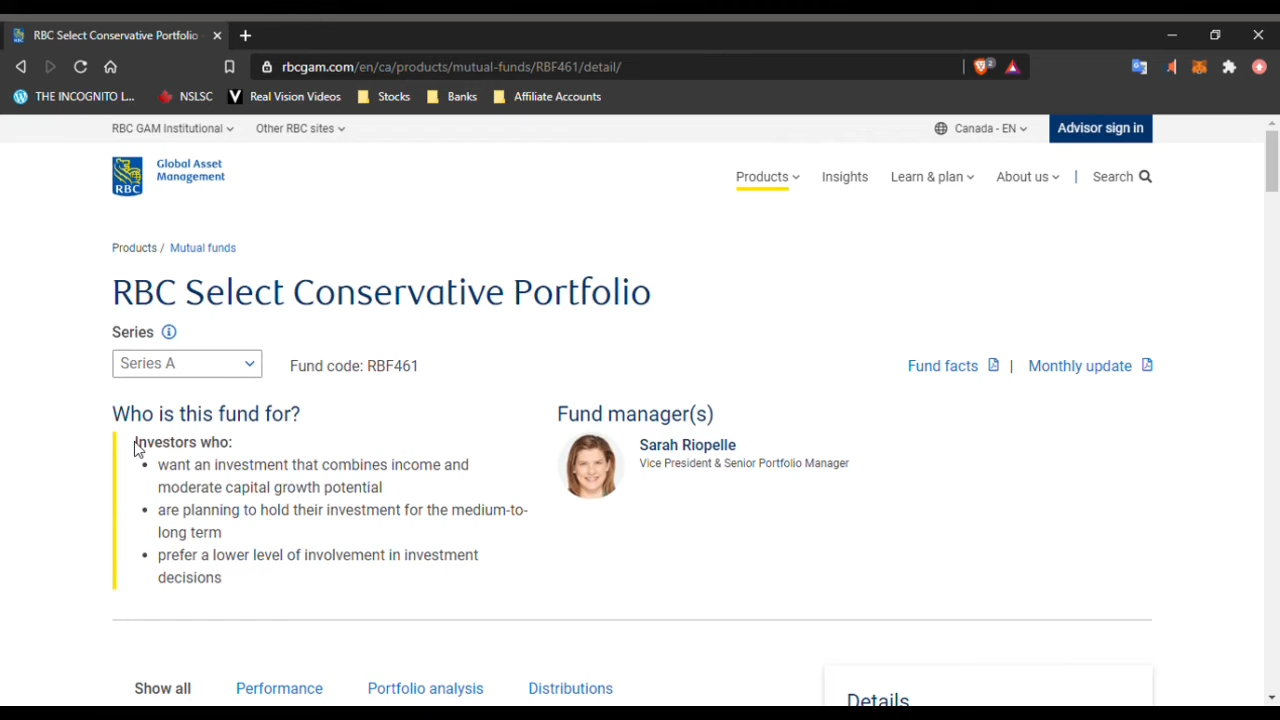 RBC Select Conservative Portfolio
rbcgam.com/en/ca/products/mutual-funds/RBF461/detail/
2
THE INCOGNITO L... NSLSC Real Vision Videos Stocks Banks Affiliate Accounts
RBC GAM Institutional Other RBC sites Canada - EN Advisor sign in
RBC
Global Asset
Management
Products Insights Learn & plan About us | Search
Products / Mutual funds
RBC Select Conservative Portfolio
Series
Series A Fund code: RBF461 Fund facts | Monthly update
Who is this fund for?
Investors who:
• want an investment that combines income and
moderate capital growth potential
• are planning to hold their investment for the medium-to-
long term
• prefer a lower level of involvement in investment
decisions
Fund manager(s)
Sarah Riopelle
Vice President & Senior Portfolio Manager
Show all Performance Portfolio analysis Distributions
Details